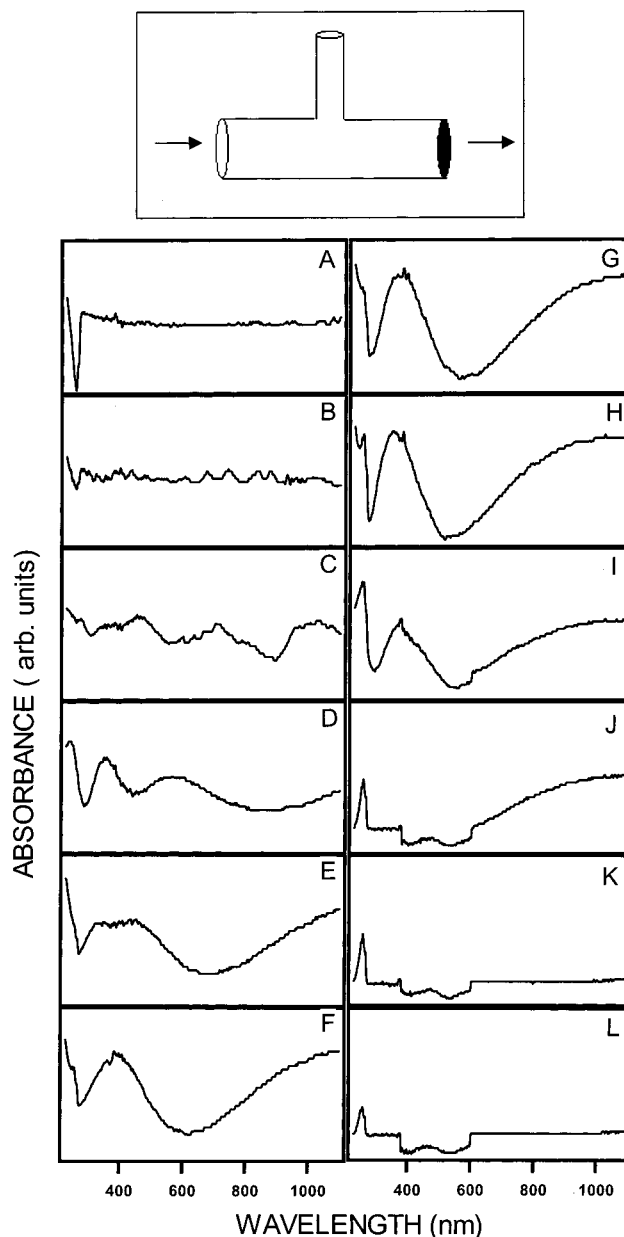 A
B
C
D
E
F
G
H
I
J
K
L
ABSORBANCE ( arb. units)
400 600 800 1000
400 600 800 1000
WAVELENGTH (nm)